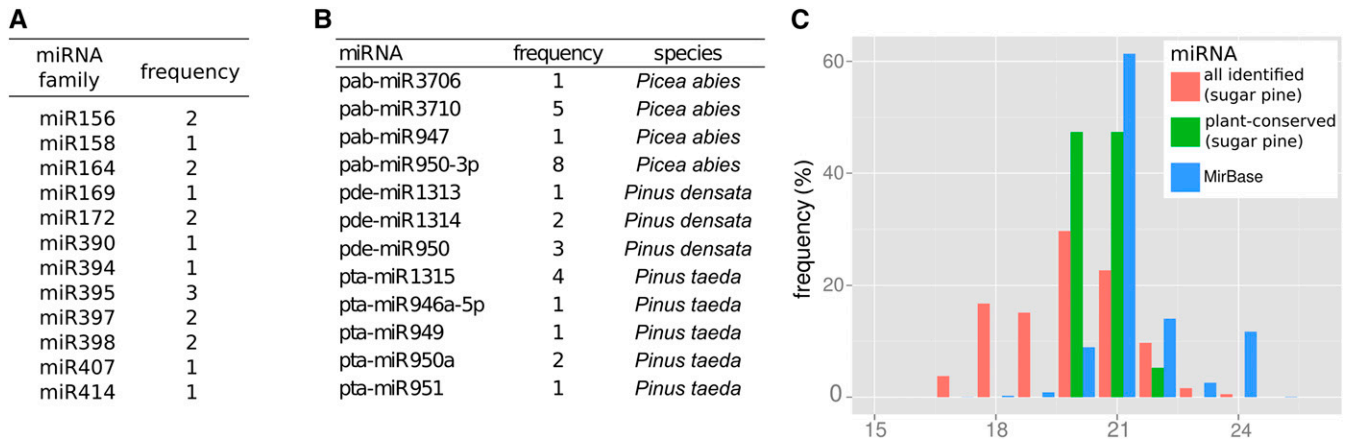 A
miRNA family frequency
miR156 2
miR158 1
miR164 2
miR169 1
miR172 2
miR390 1
miR394 1
miR395 3
miR397 2
miR398 2
miR407 1
miR414 1
B
miRNA frequency species
pab-miR3706 1 Picea abies
pab-miR3710 5 Picea abies
pab-miR947 1 Picea abies
pab-miR950-3p 8 Picea abies
pde-miR1313 1 Pinus densata
pde-miR1314 2 Pinus densata
pde-miR950 3 Pinus densata
pta-miR1315 4 Pinus taeda
pta-miR946a-5p 1 Pinus taeda
pta-miR949 1 Pinus taeda
pta-miR950a 2 Pinus taeda
pta-miR951 1 Pinus taeda
C
frequency (%)
60
40
20
0
miRNA
all identified
(sugar pine)
plant-conserved
(sugar pine)
MirBase
15 18 21 24